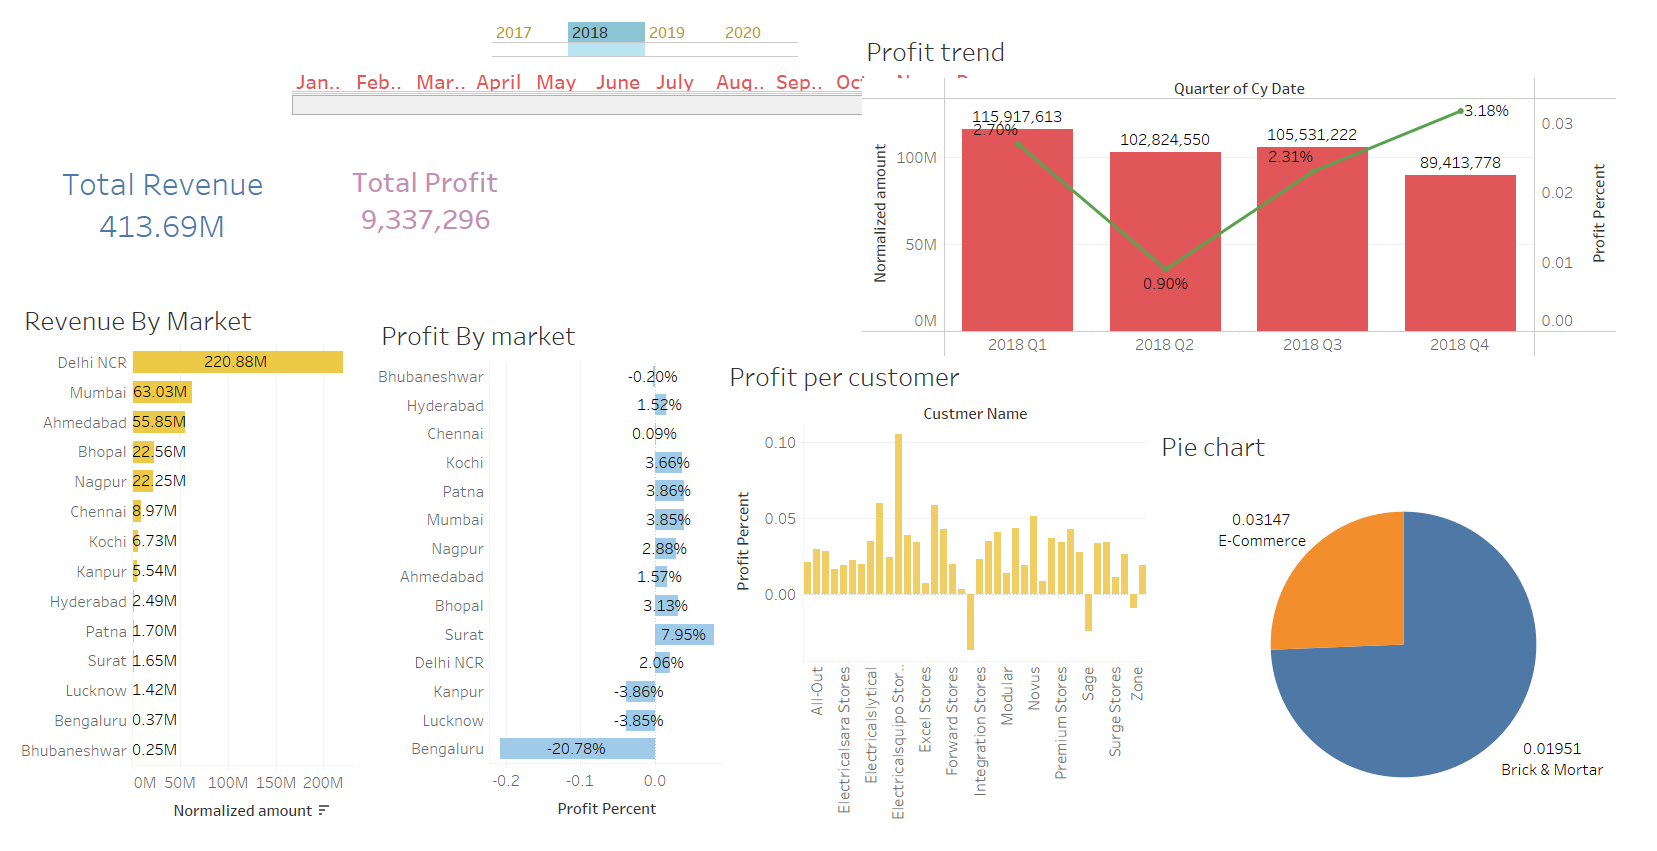 2017 2018 2019 2020
Jan.. Feb.. Mar.. April May June July Aug.. Sep..
Total Revenue
413.69M
Total Profit
9,337,296
Profit trend
Quarter of Cy Date
Normalized amount
100M
50M
0M
115,917,613
2.70%
102,824,550
0.90%
105,531,222
2.31%
89,413,778
3.18%
0.03
0.02
0.01
0.00
Profit Percent
2018 Q1 2018 Q2 2018 Q3 2018 Q4
Revenue By Market
Delhi NCR 220.88M
Mumbai 63.03M
Ahmedabad 55.85M
Bhopal 22.56M
Nagpur 22.25M
Chennai 8.97M
Kochi 6.73M
Kanpur 5.54M
Hyderabad 2.49M
Patna 1.70M
Surat 1.65M
Lucknow 1.42M
Bengaluru 0.37M
Bhubaneshwar 0.25M
0M 50M 100M 150M 200M
Normalized amount
Profit By market
Bhubaneshwar -0.20%
Hyderabad 1.52%
Chennai 0.09%
Kochi 3.66%
Patna 3.86%
Mumbai 3.85%
Nagpur 2.88%
Ahmedabad 1.57%
Bhopal 3.13%
Surat 7.95%
Delhi NCR 2.06%
Kanpur -3.86%
Lucknow -3.85%
Bengaluru -20.78%
-0.2 -0.1 0.0
Profit Percent
Profit per customer
Custmer Name
Profit Percent
0.10
0.05
0.00
All-Out
Electricalsara Stores
Electricalslytical
Electricalsquipo Stor..
Excel Stores
Forward Stores
Integration Stores
Modular
Novus
Premium Stores
Sage
Surge Stores
Zone
Pie chart
0.03147
E-Commerce
0.01951
Brick & Mortar